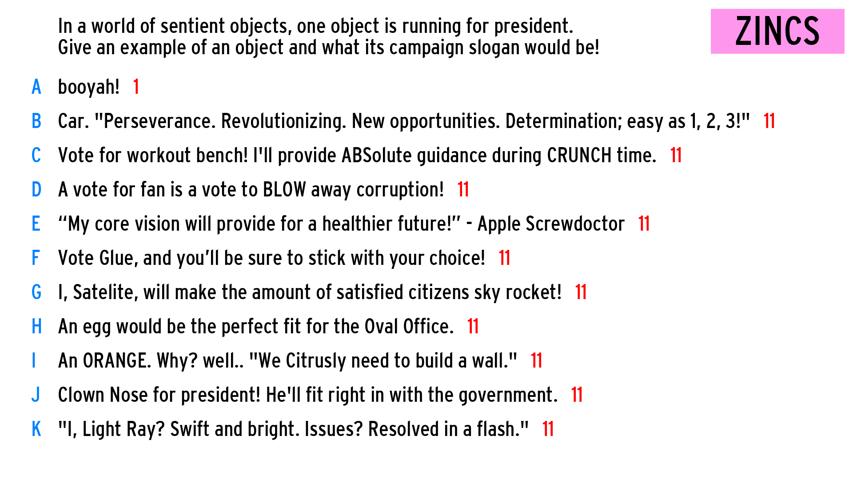 In a world of sentient objects, one object is running for president.
Give an example of an object and what its campaign slogan would be!
ZINCS
A booyah! 1
B Car. "Perseverance. Revolutionizing. New opportunities. Determination; easy as 1, 2, 3!" 11
C Vote for workout bench! I'll provide ABSolute guidance during CRUNCH time. 11
D A vote for fan is a vote to BLOW away corruption! 11
E “My core vision will provide for a healthier future!” - Apple Screwdoctor 11
F Vote Glue, and you’ll be sure to stick with your choice! 11
G I, Satelite, will make the amount of satisfied citizens sky rocket! 11
H An egg would be the perfect fit for the Oval Office. 11
I An ORANGE. Why? well.. "We Citrusly need to build a wall." 11
J Clown Nose for president! He'll fit right in with the government. 11
K "I, Light Ray? Swift and bright. Issues? Resolved in a flash." 11